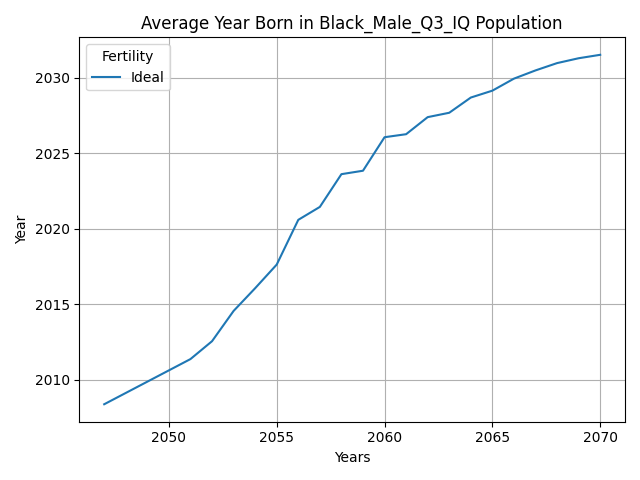 Average Year Born in Black_Male_Q3_IQ Population
Fertility
Ideal
2030
2025
2020
2015
2010
Year
2050 2055 2060 2065 2070
Years